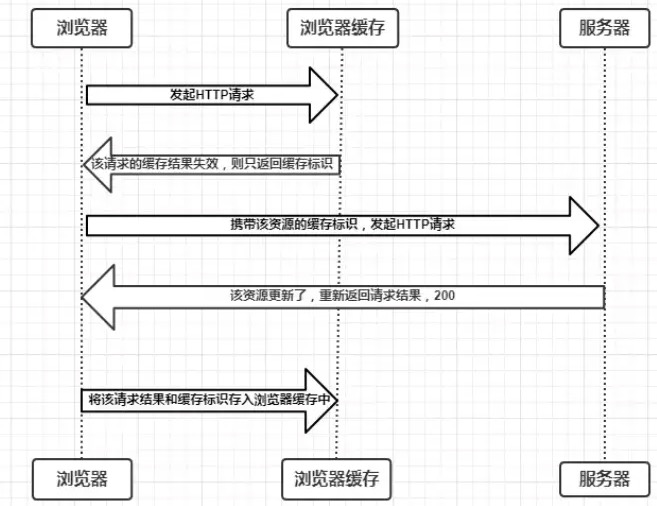 浏览器
浏览器缓存
服务器
发起HTTP请求
该请求的缓存结果失效，则只返回缓存标识
携带该资源的缓存标识，发起HTTP请求
该资源更新了，重新返回请求结果，200
将该请求结果和缓存标识存入浏览器缓存中
浏览器
浏览器缓存
服务器